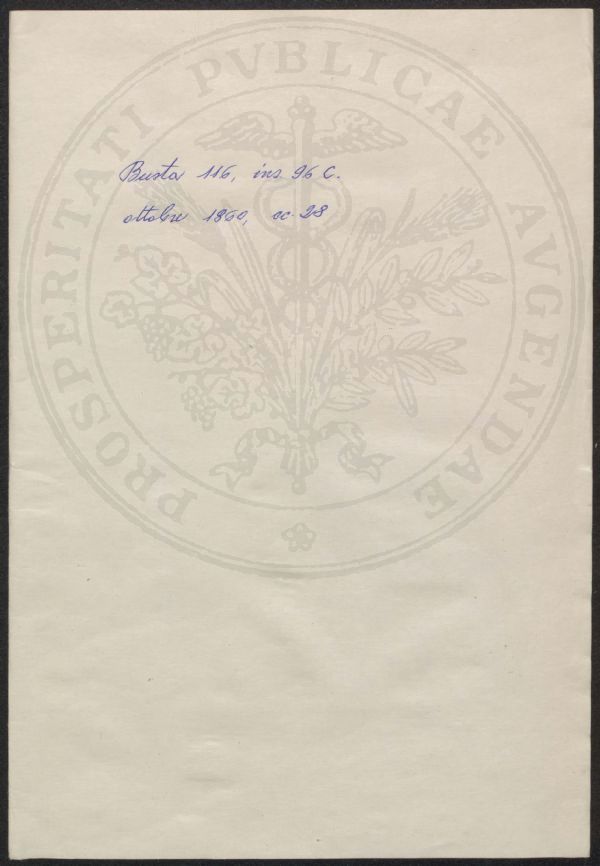 PROSPERITATI PVBLICAE AVGENDAE
Busta 116, ins. 96 C.
ottobre 1860, cc. 28